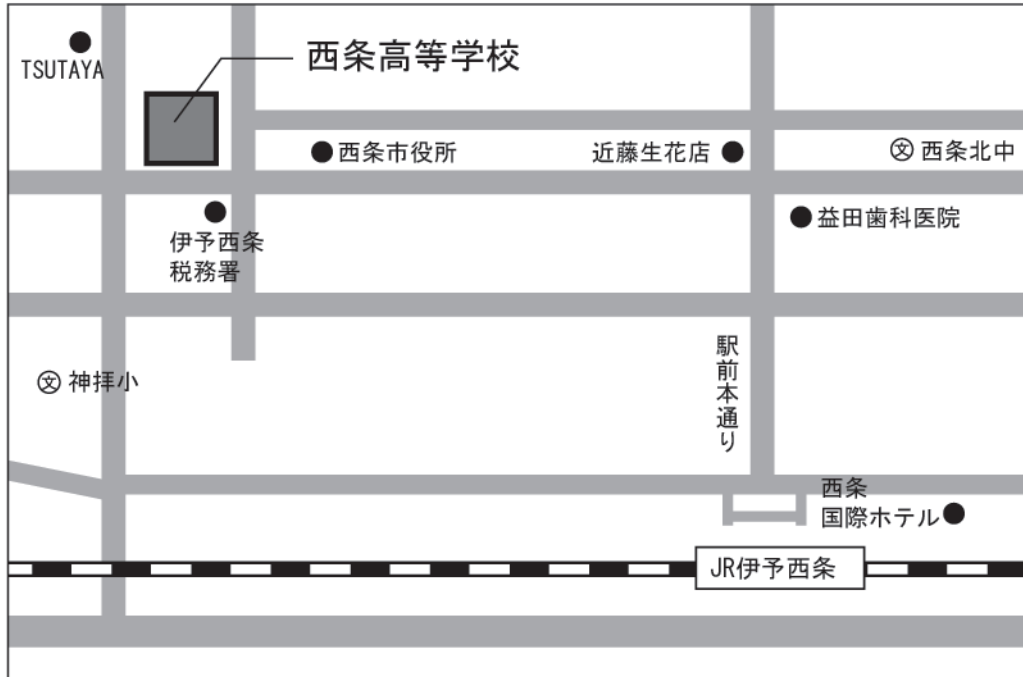 西条高等学校
TSUTAYA
西条市役所
近藤生花店
文 西条北中
伊予西条
税務署
益田歯科医院
駅前本通り
文 神拝小
西条
国際ホテル
JR伊予西条